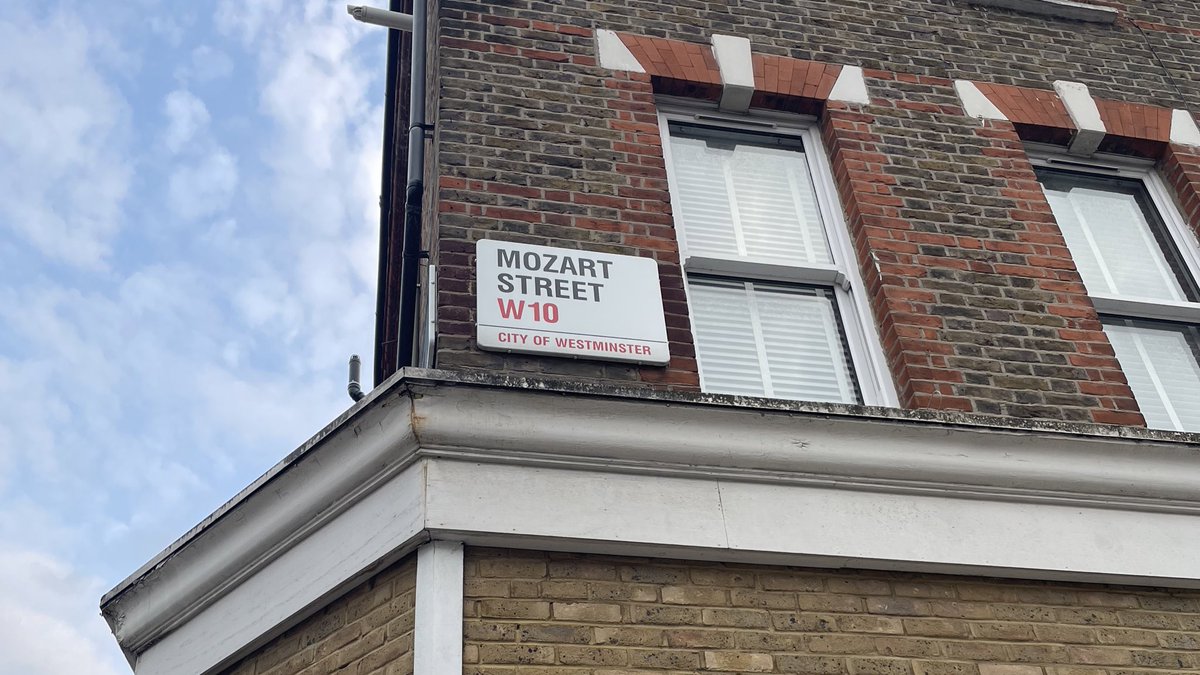 MOZART
STREET
W10
CITY OF WESTMINSTER